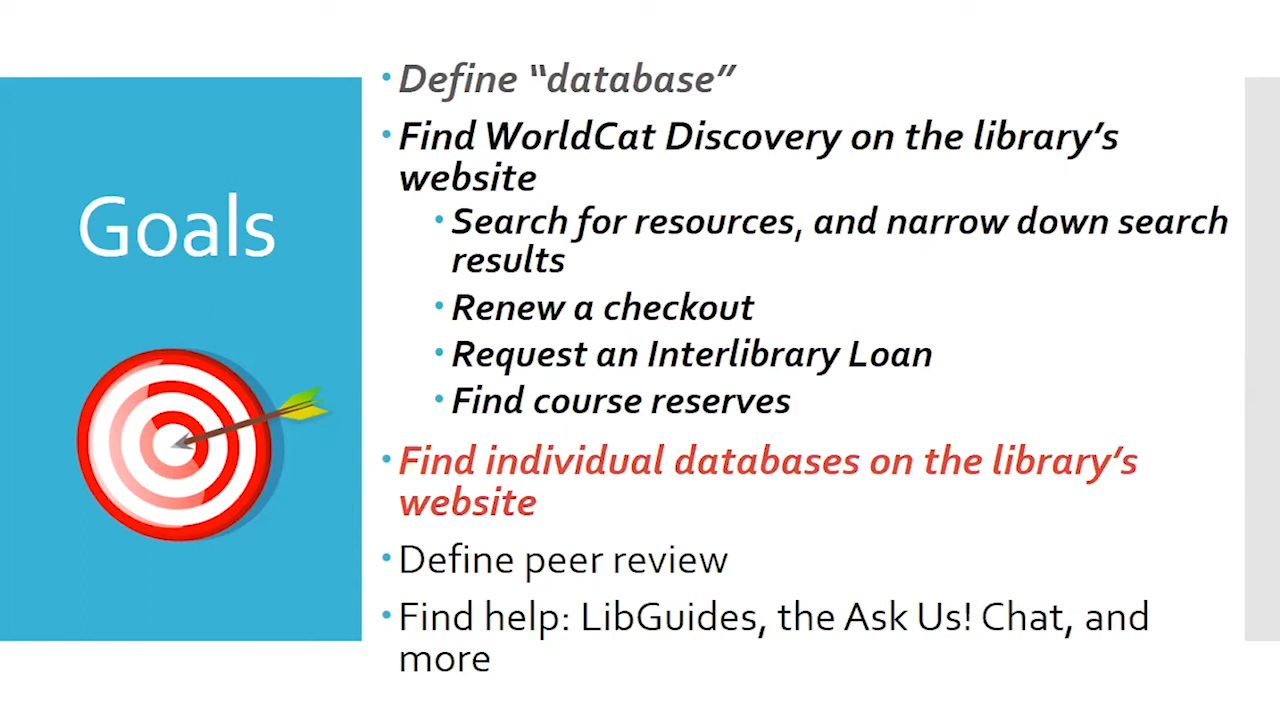 Goals
• Define “database”
• Find WorldCat Discovery on the library’s
website
• Search for resources, and narrow down search
results
• Renew a checkout
• Request an Interlibrary Loan
• Find course reserves
• Find individual databases on the library’s
website
• Define peer review
• Find help: LibGuides, the Ask Us! Chat, and
more